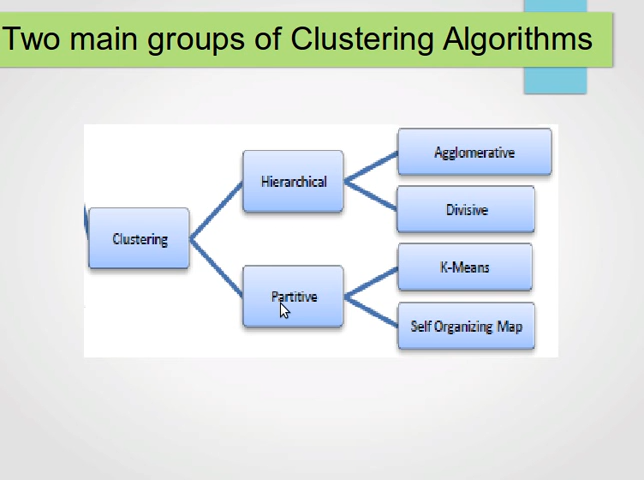 Two main groups of Clustering Algorithms
Agglomerative
Hierarchical
Divisive
Clustering
K-Means
Partitive
Self Organizing Map